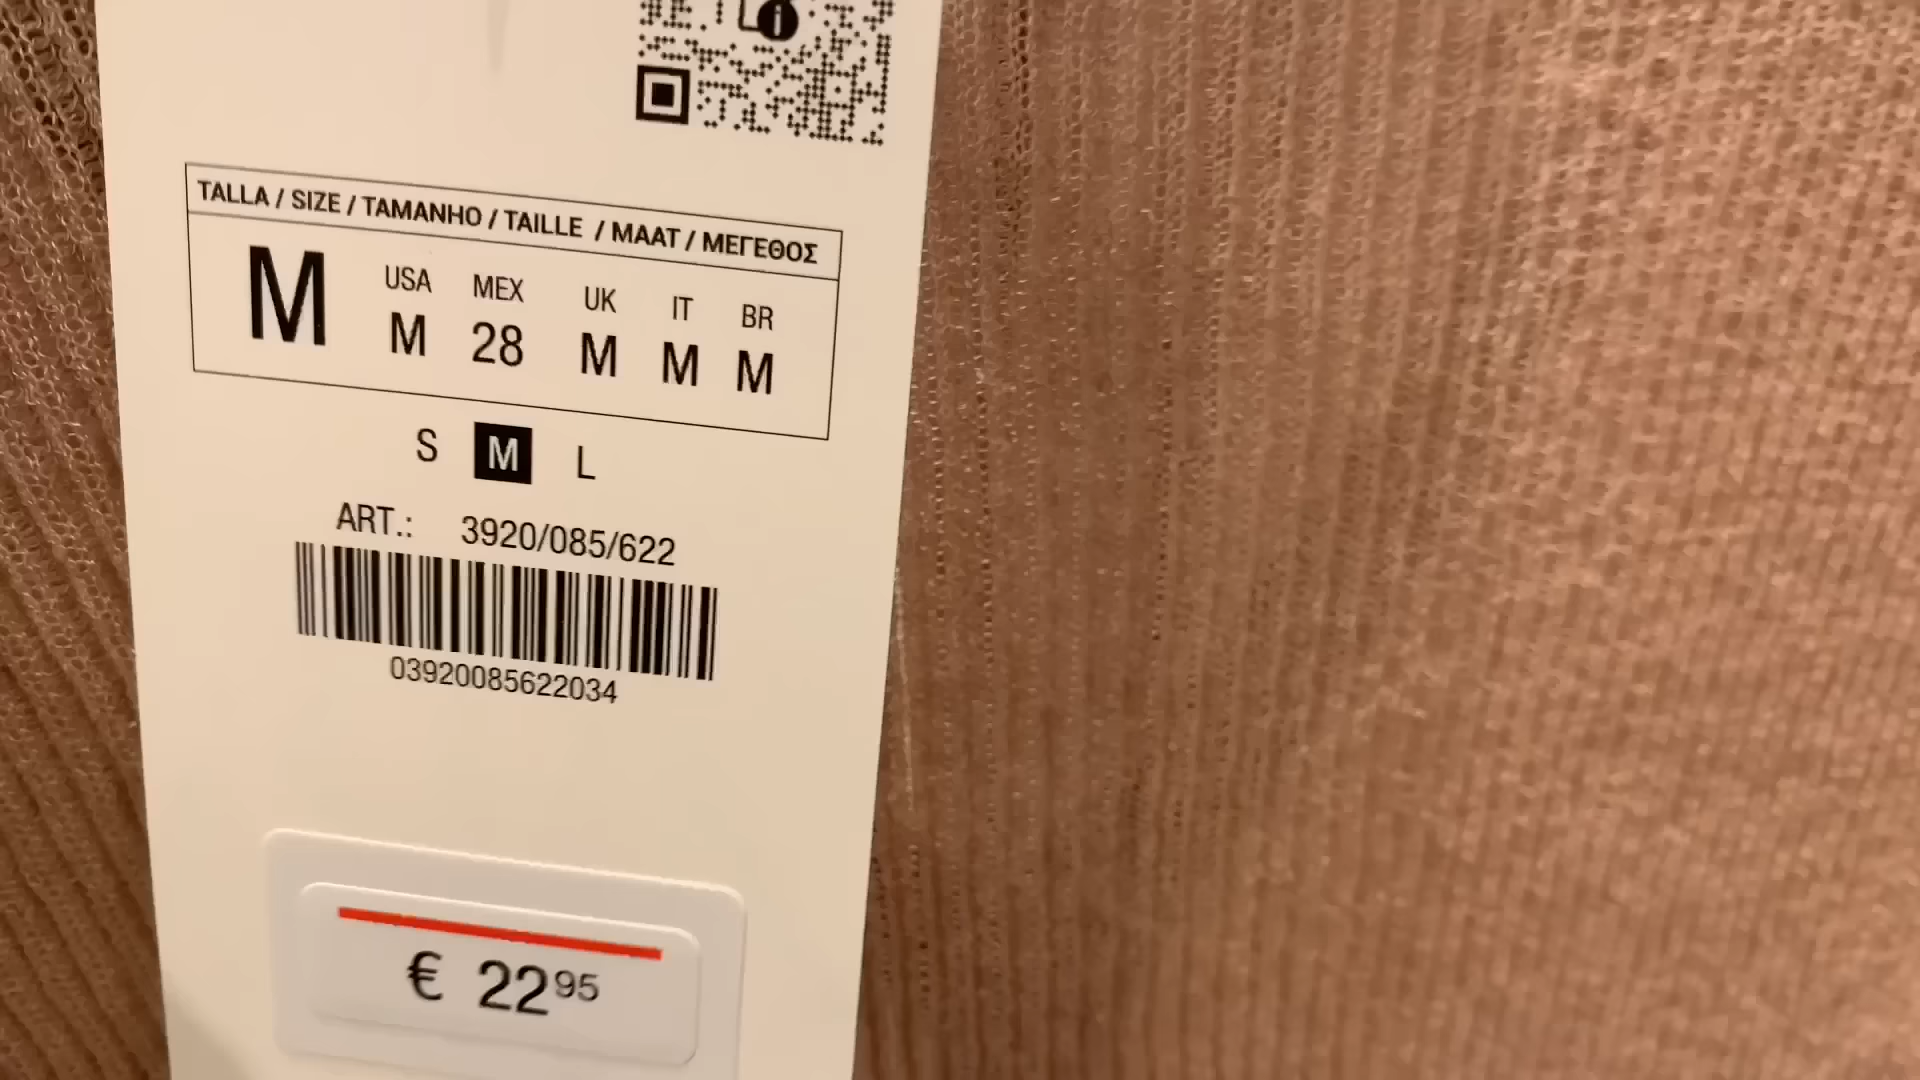 TALLA / SIZE / TAMANHO / TAILLE / MAAT / ΜΕΓΕΘΟΣ
M USA MEX UK IT BR
M 28 M M M
S M L
ART.: 3920/085/622
03920085622034
€ 22 95